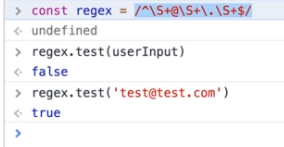 > const regex = /^\S+@\S+\.\S+$/
< undefined
> regex.test(userInput)
< false
> regex.test('test@test.com')
< true
>